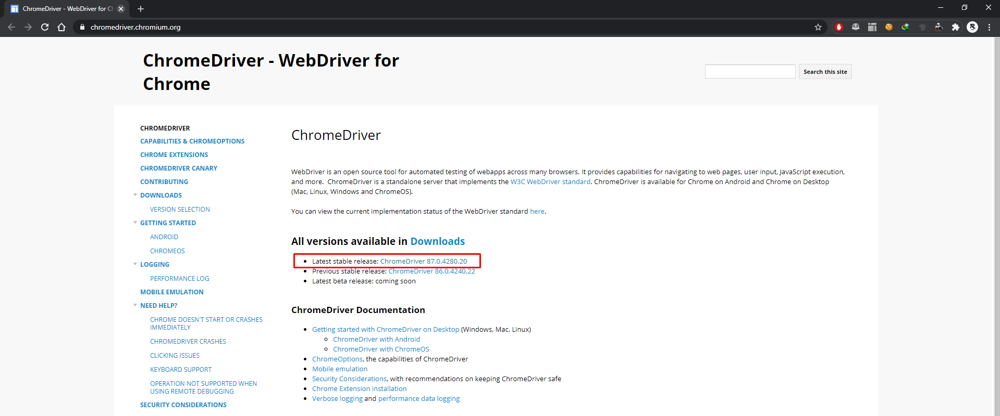 ChromeDriver - WebDriver for Ch
chromedriver.chromium.org
ChromeDriver - WebDriver for
Chrome
Search this site
CHROMEDRIVER
CAPABILITIES & CHROMEOPTIONS
CHROME EXTENSIONS
CHROMEDRIVER CANARY
CONTRIBUTING
DOWNLOADS
VERSION SELECTION
GETTING STARTED
ANDROID
CHROMEOS
LOGGING
PERFORMANCE LOG
MOBILE EMULATION
NEED HELP?
CHROME DOESN'T START OR CRASHES
IMMEDIATELY
CHROMEDRIVER CRASHES
CLICKING ISSUES
KEYBOARD SUPPORT
OPERATION NOT SUPPORTED WHEN
USING REMOTE DEBUGGING
SECURITY CONSIDERATIONS
ChromeDriver
WebDriver is an open source tool for automated testing of webapps across many browsers. It provides capabilities for navigating to web pages, user input, JavaScript execution,
and more.  ChromeDriver is a standalone server that implements the W3C WebDriver standard. ChromeDriver is available for Chrome on Android and Chrome on Desktop
(Mac, Linux, Windows and ChromeOS).
You can view the current implementation status of the WebDriver standard here.
All versions available in Downloads
Latest stable release: ChromeDriver 87.0.4280.20
Previous stable release: ChromeDriver 86.0.4240.22
Latest beta release: coming soon
ChromeDriver Documentation
Getting started with ChromeDriver on Desktop (Windows, Mac, Linux)
ChromeDriver with Android
ChromeDriver with ChromeOS
ChromeOptions, the capabilities of ChromeDriver
Mobile emulation
Security Considerations, with recommendations on keeping ChromeDriver safe
Chrome Extension installation
Verbose logging and performance data logging